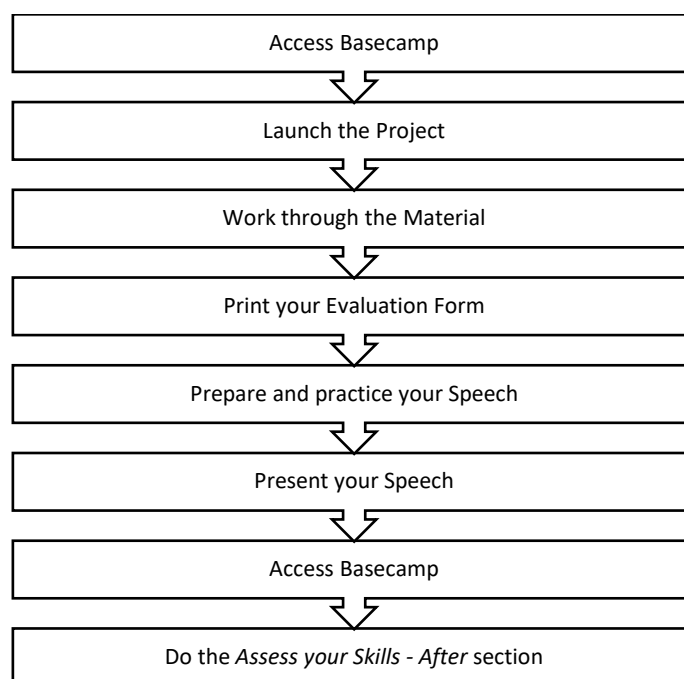 Access Basecamp
Launch the Project
Work through the Material
Print your Evaluation Form
Prepare and practice your Speech
Present your Speech
Access Basecamp
Do the Assess your Skills - After section